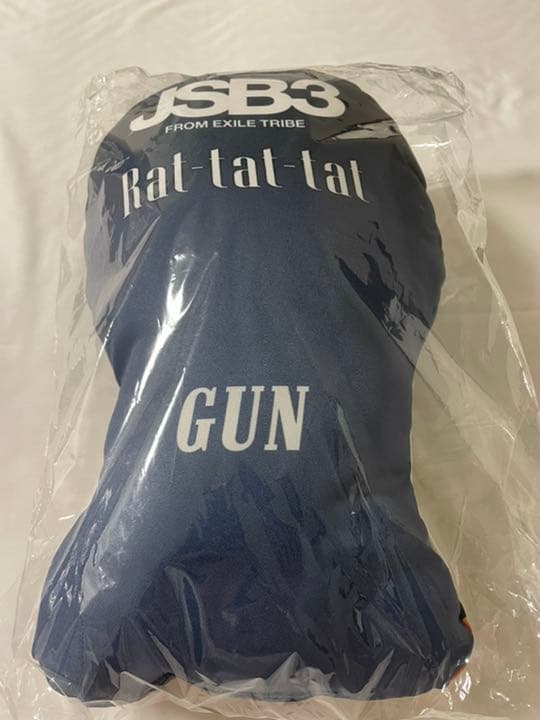 JSB3
FROM EXILE TRIBE
Rat-tat-tat
GUN